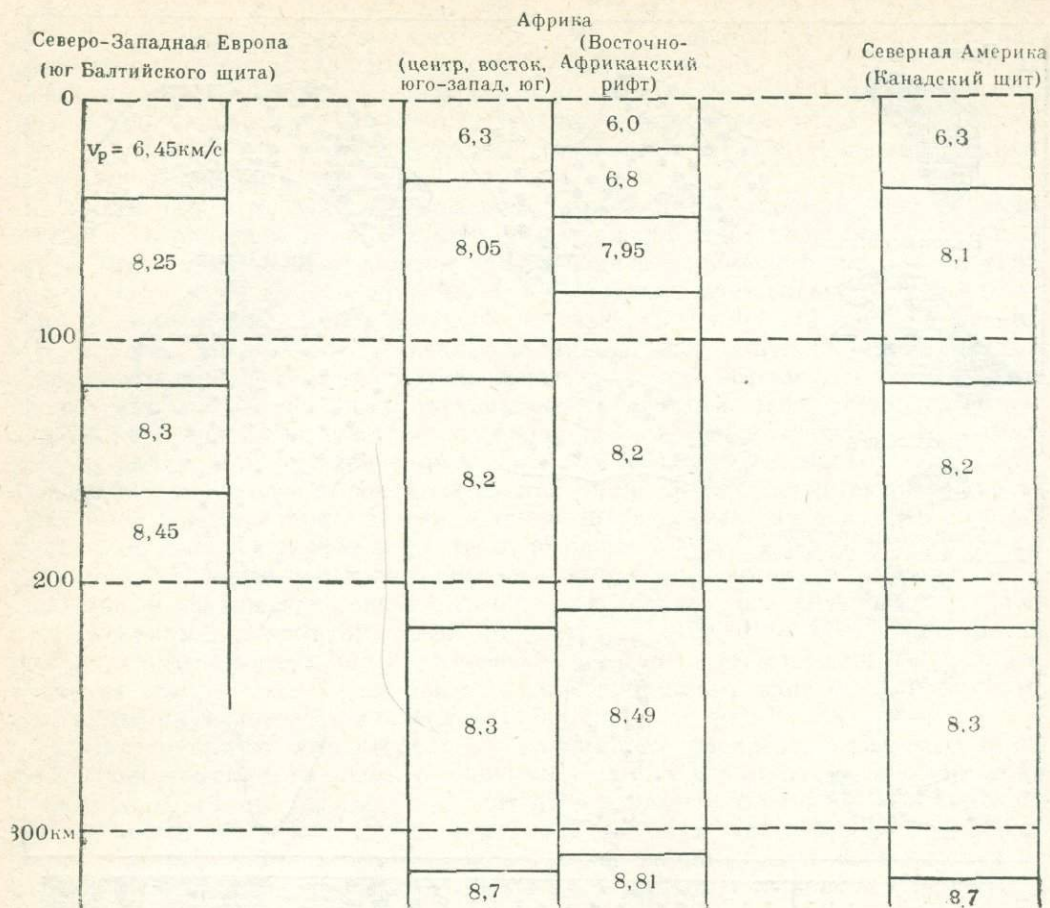 Африка
Северо-Западная Европа
(юг Балтийского щита)
(центр, восток,
юго-запад, юг)
(Восточно-
Африканский
рифт)
Северная Америка
(Канадский щит)
0
100
200
300км
vp = 6,45км/с
8,25
8,3
8,45
6,3
8,05
8,2
8,3
8,7
6,0
6,8
7,95
8,2
8,49
8,81
6,3
8,1
8,2
8,3
8,7